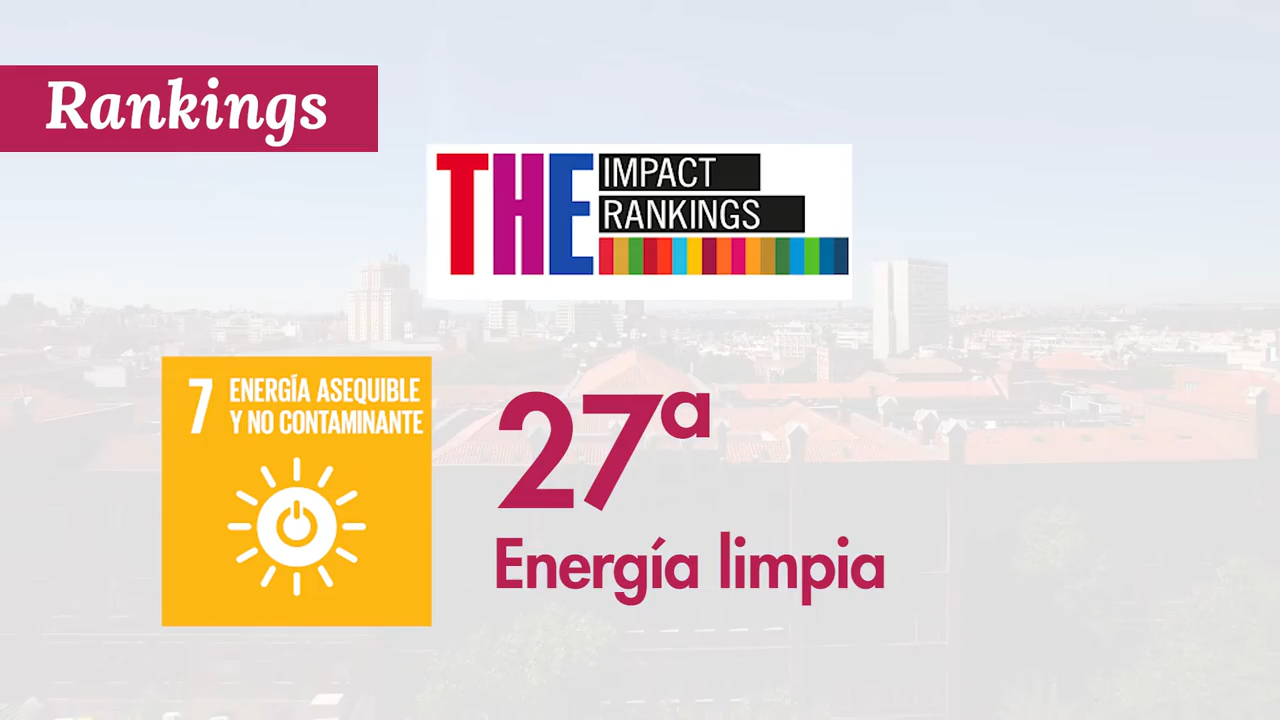 Rankings
THE
IMPACT
RANKINGS
7
ENERGÍA ASEQUIBLE
Y NO CONTAMINANTE
27ª
Energía limpia